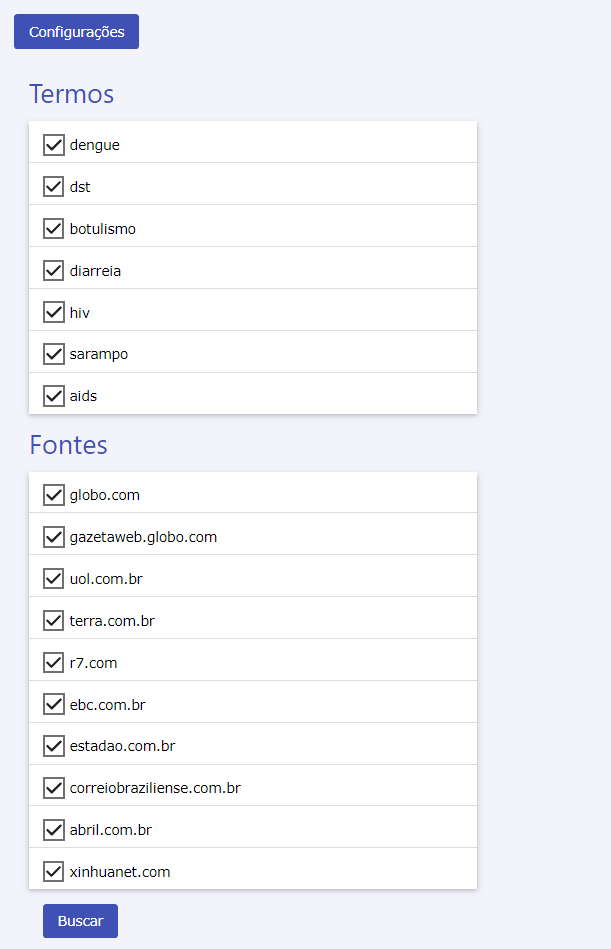 Configurações
Termos
dengue
dst
botulismo
diarreia
hiv
sarampo
aids
Fontes
globo.com
gazetaweb.globo.com
uol.com.br
terra.com.br
r7.com
ebc.com.br
estadao.com.br
correiobraziliense.com.br
abril.com.br
xinhuanet.com
Buscar